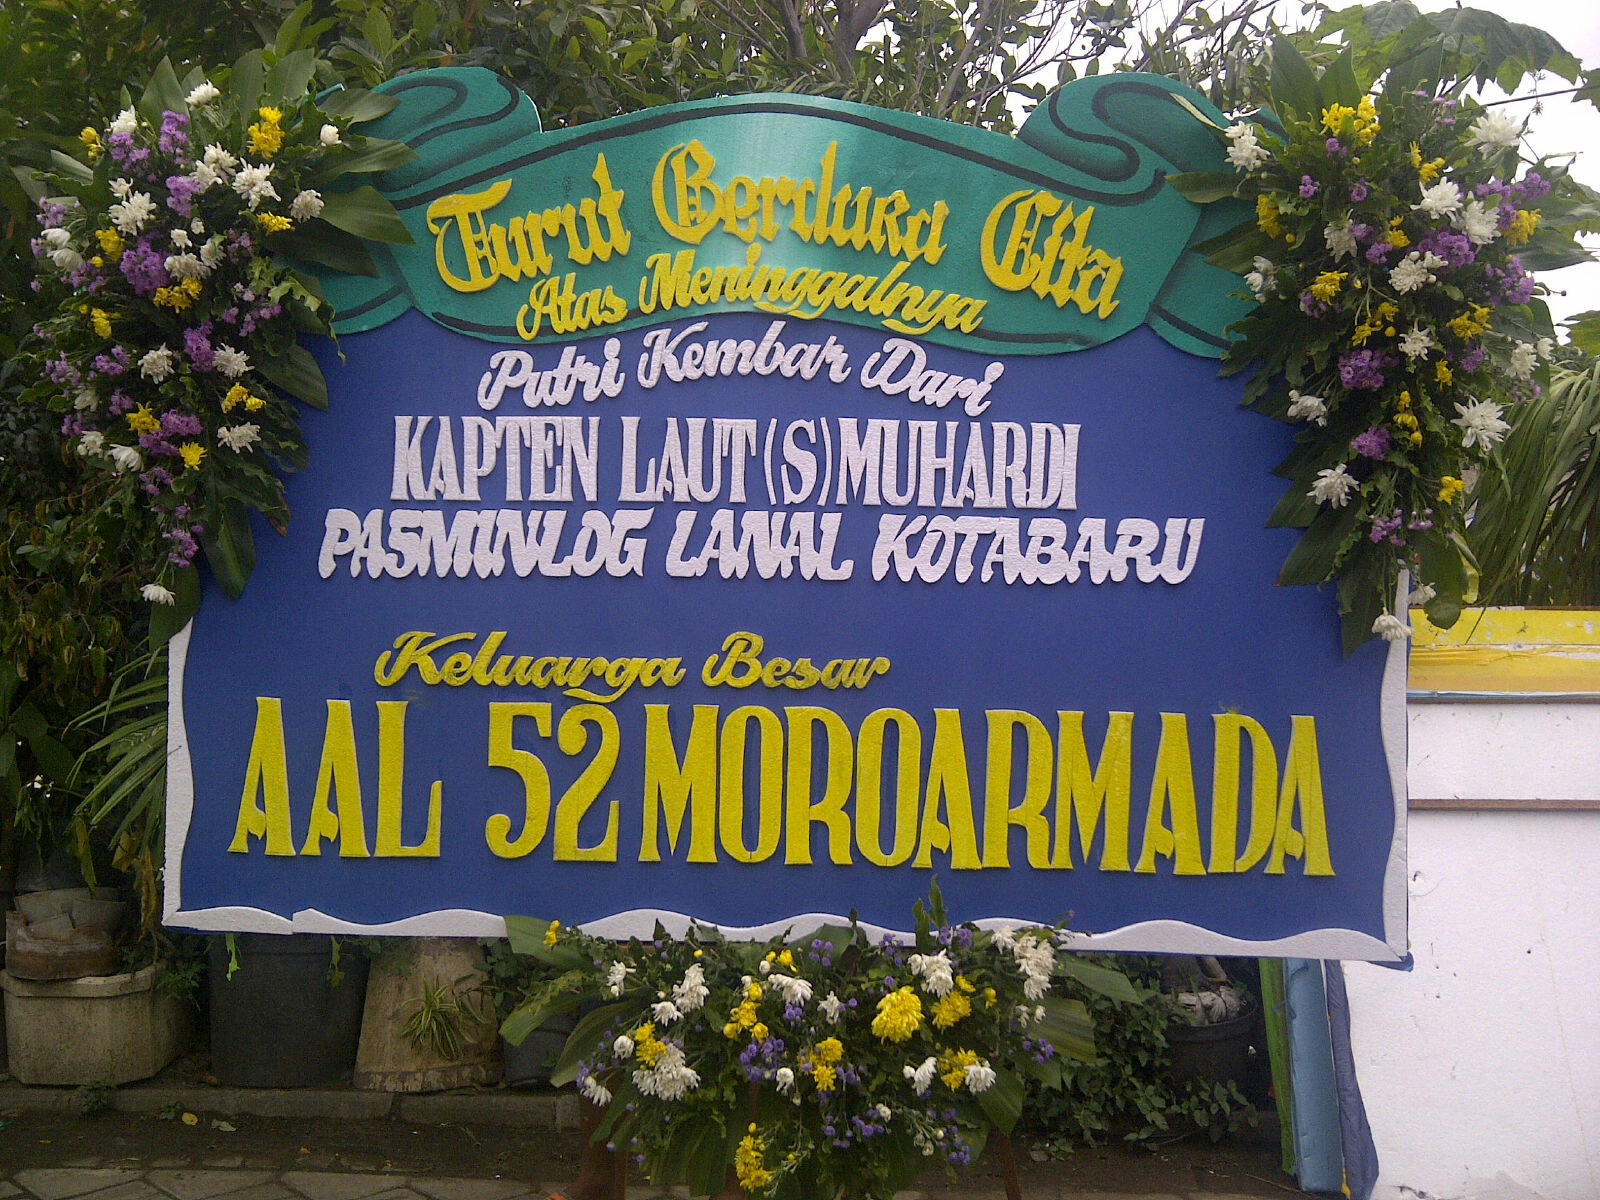 Turut Berduka Cita
Atas Meninggalnya
Putri Kembar Dari
KAPTEN LAUT (S) MUHARDI
PASMINLOG LANAL KOTABARU
Keluarga Besar
AAL 52 MOROARMADA